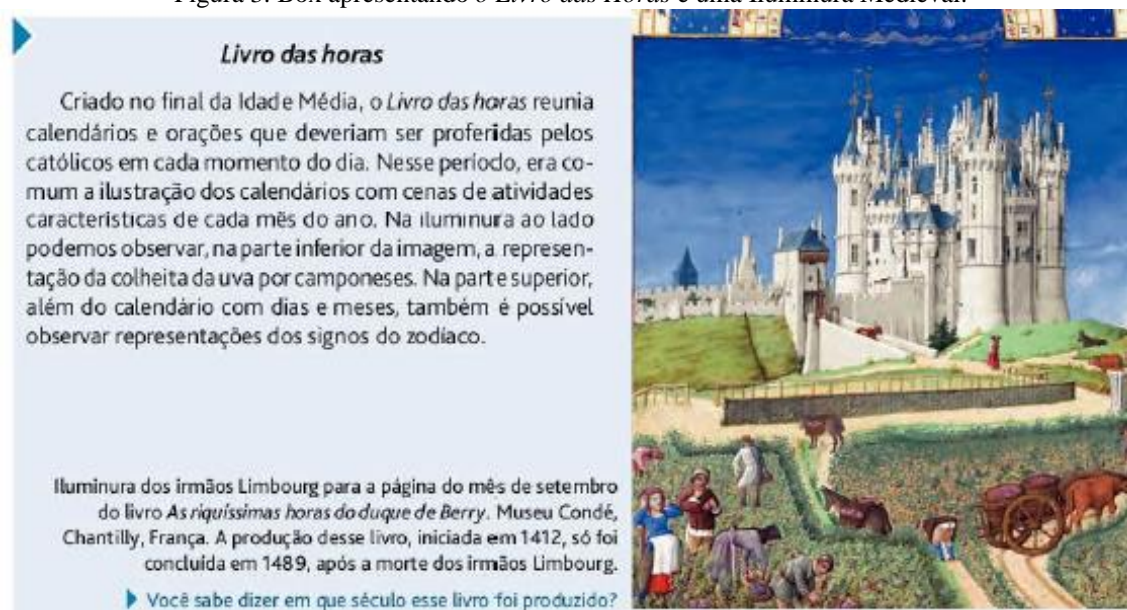 Figura 3: Box apresentando o Livro das Horas e uma Iluminura Medieval.
Livro das horas
Criado no final da Idade Média, o Livro das horas reunia
calendários e orações que deveriam ser proferidas pelos
católicos em cada momento do dia. Nesse período, era co-
mum a ilustração dos calendários com cenas de atividades
características de cada mês do ano. Na iluminura ao lado
podemos observar, na parte inferior da imagem, a represen-
tação da colheita da uva por camponeses. Na parte superior,
além do calendário com dias e meses, também é possível
observar representações dos signos do zodíaco.
Iluminura dos irmãos Limbourg para a página do mês de setembro
do livro As riquíssimas horas do duque de Berry. Museu Condé,
Chantilly, França. A produção desse livro, iniciada em 1412, só foi
concluída em 1489, após a morte dos irmãos Limbourg.
Você sabe dizer em que século esse livro foi produzido?